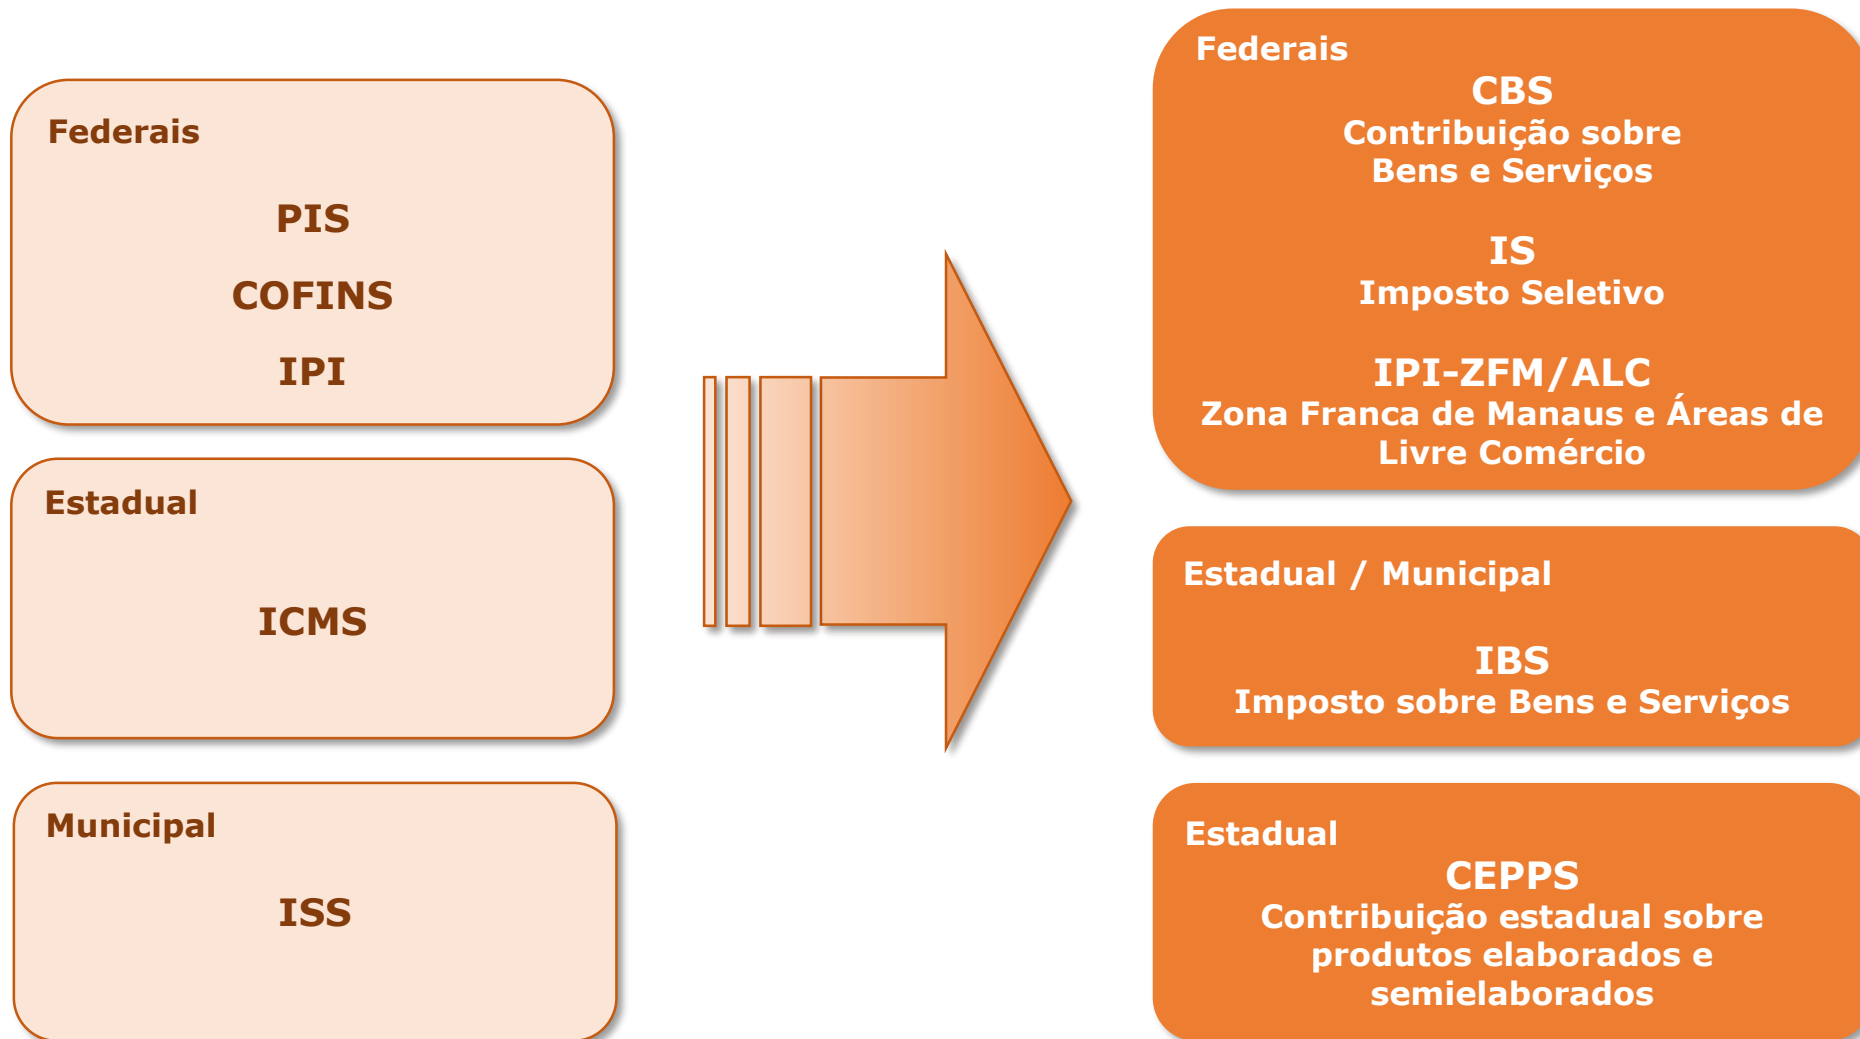 Federais
PIS
COFINS
IPI
Estadual
ICMS
Municipal
ISS
Federais
CBS
Contribuição sobre
Bens e Serviços
IS
Imposto Seletivo
IPI-ZFM/ALC
Zona Franca de Manaus e Áreas de
Livre Comércio
Estadual / Municipal
IBS
Imposto sobre Bens e Serviços
Estadual
CEPPS
Contribuição estadual sobre
produtos elaborados e
semielaborados